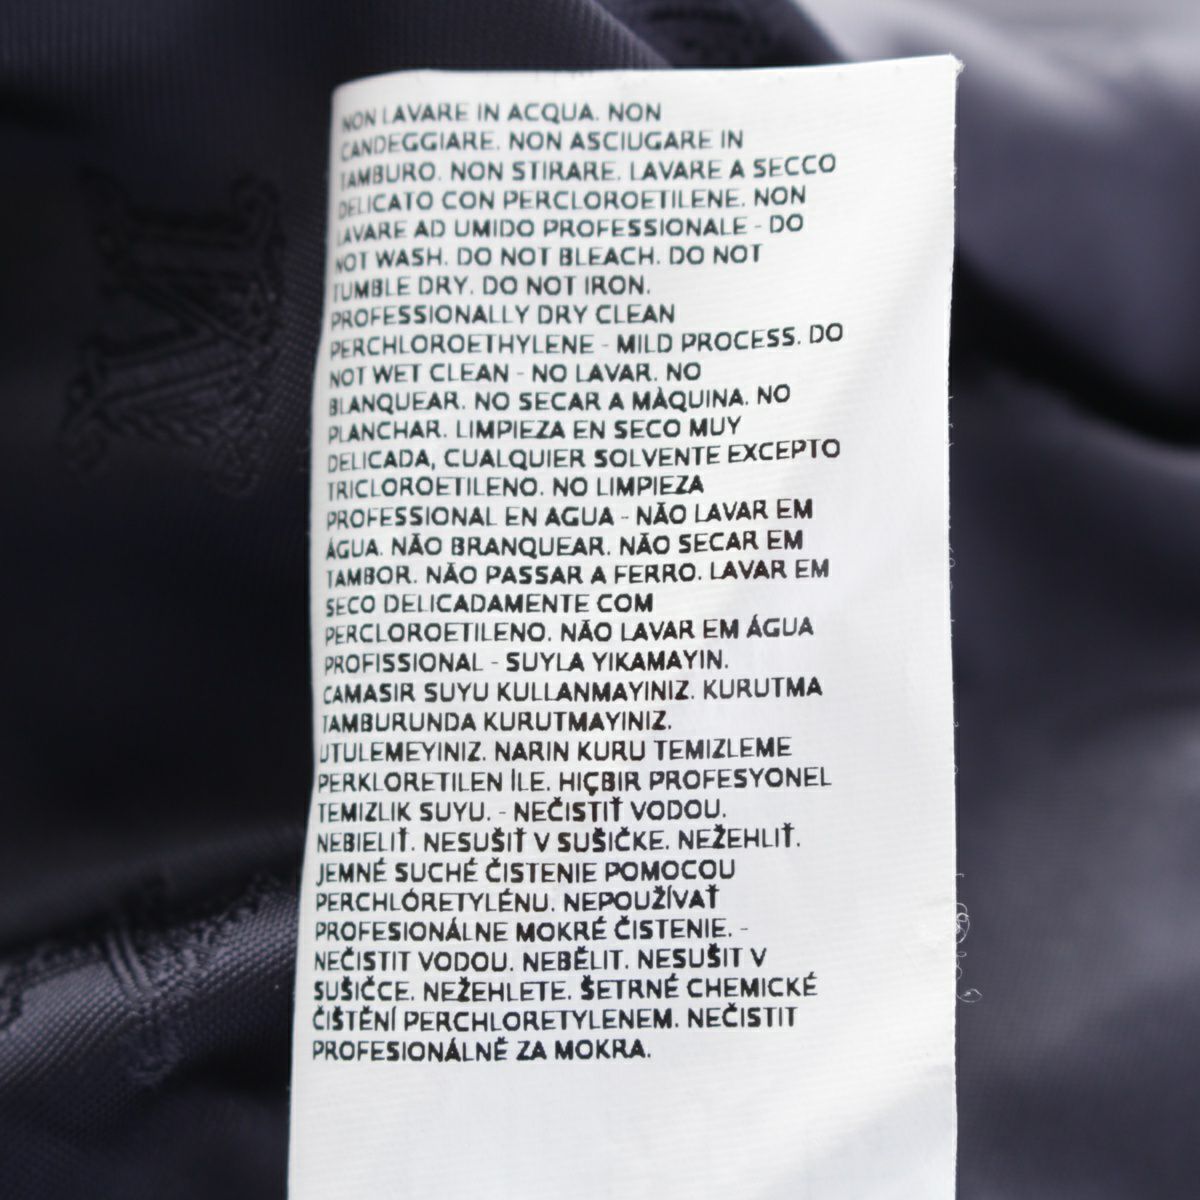 NON LAVARE IN ACQUA. NON
CANDEGGIARE. NON ASCIUGARE IN
TAMBURO. NON STIRARE. LAVARE A SECCO
DELICATO CON PERCLOROETILENE. NON
LAVARE AD UMIDO PROFESSIONALE - DO
NOT WASH. DO NOT BLEACH. DO NOT
TUMBLE DRY. DO NOT IRON.
PROFESSIONALLY DRY CLEAN
PERCHLOROETHYLENE - MILD PROCESS. DO
NOT WET CLEAN - NO LAVAR. NO
BLANQUEAR. NO SECAR A MÀQUINA. NO
PLANCHAR. LIMPIEZA EN SECO MUY
DELICADA, CUALQUIER SOLVENTE EXCEPTO
TRICLOROETILENO. NO LIMPIEZA
PROFESSIONAL EN AGUA - NÃO LAVAR EM
ÁGUA. NÃO BRANQUEAR. NÃO SECAR EM
TAMBOR. NÃO PASSAR A FERRO. LAVAR EM
SECO DELICADAMENTE COM
PERCLOROETILENO. NÃO LAVAR EM ÁGUA
PROFISSIONAL - SUYLA YIKAMAYIN.
CAMASIR SUYU KULLANMAYINIZ. KURUTMA
TAMBURUNDA KURUTMAYINIZ.
UTULEMEYINIZ. NARIN KURU TEMIZLEME
PERKLORETILEN İLE. HIÇBIR PROFESYONEL
TEMIZLIK SUYU. - NEČISTIŤ VODOU.
NEBIELIŤ. NESUŠIŤ V SUŠIČKE. NEŽEHLIŤ.
JEMNÉ SUCHÉ ČISTENIE POMOCOU
PERCHLÓRETYLÉNU. NEPOUŽÍVAŤ
PROFESIONÁLNE MOKRÉ ČISTENIE. -
NEČISTIT VODOU. NEBĚLIT. NESUŠIT V
SUŠIČCE. NEŽEHLETE. ŠETRNÉ CHEMICKÉ
ČIŠTĚNÍ PERCHLORETYLENEM. NEČISTIT
PROFESIONÁLNĚ ZA MOKRA.